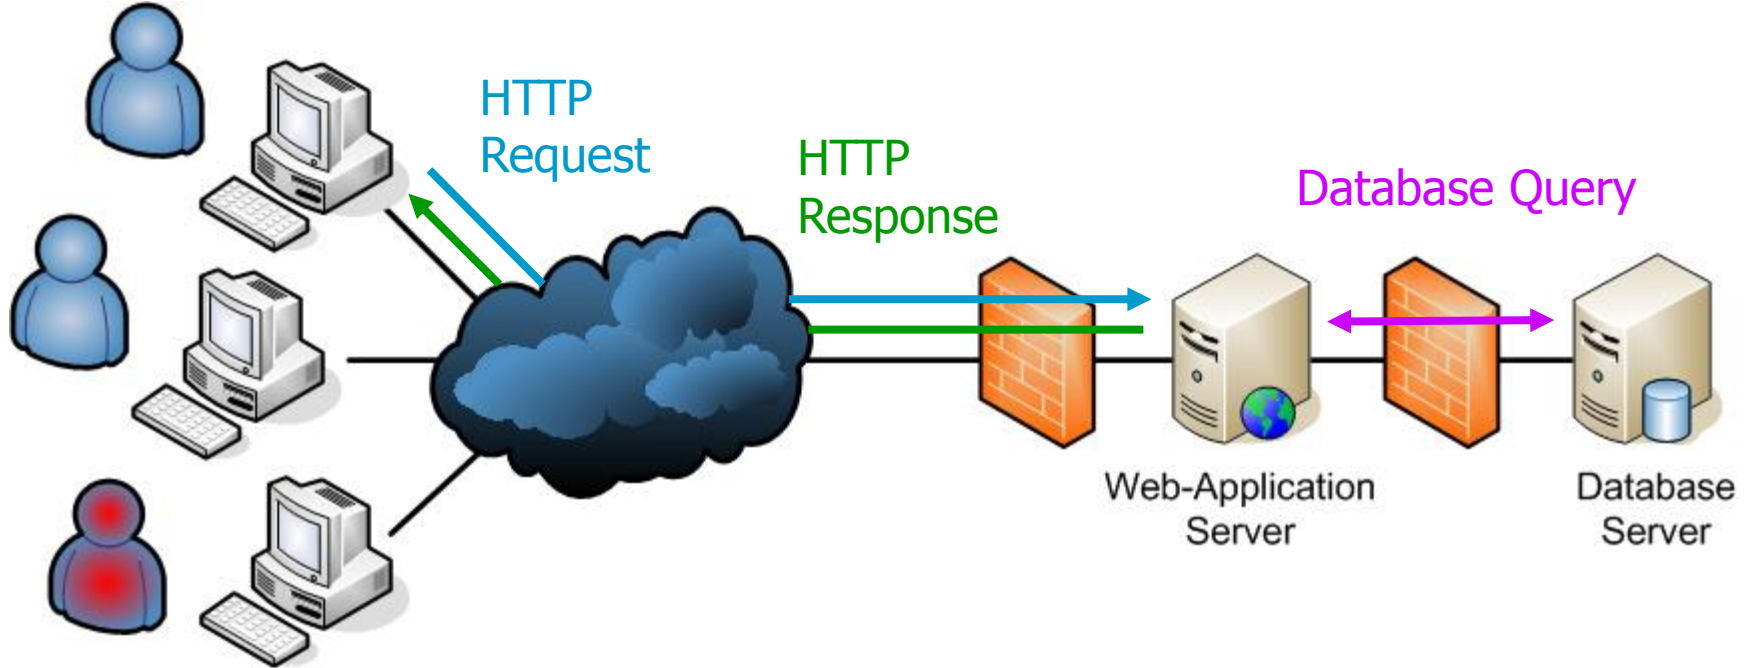 HTTP
Request
HTTP
Response
Database Query
Web-Application
Server
Database
Server